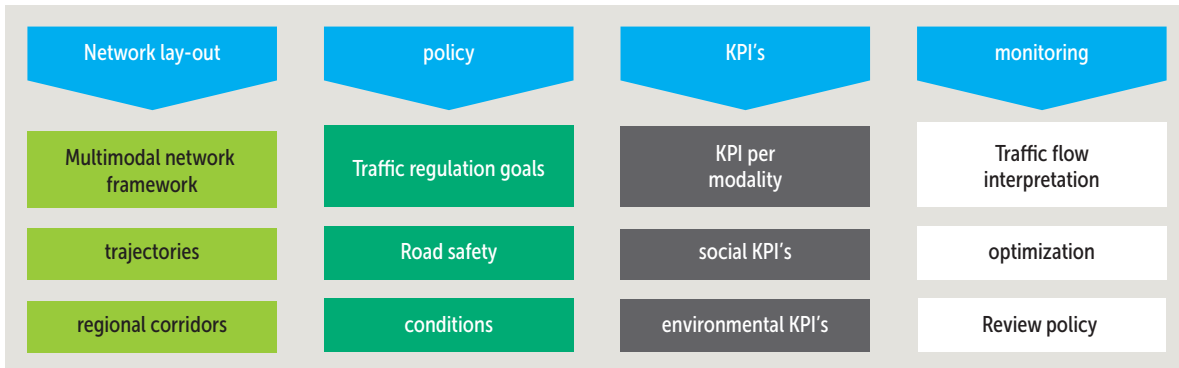 Network lay-out
policy
KPI's
monitoring
Multimodal network
framework
Traffic regulation goals
KPI per
modality
Traffic flow
interpretation
trajectories
Road safety
social KPI's
optimization
regional corridors
conditions
environmental KPI's
Review policy